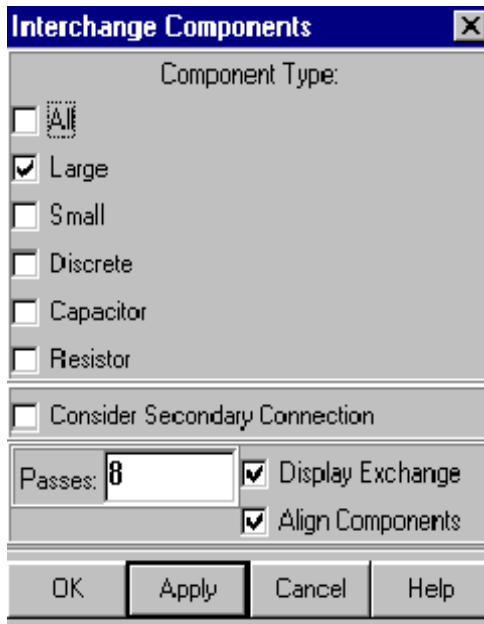 Interchange Components
Component Type:
All
Large
Small
Discrete
Capacitor
Resistor
Consider Secondary Connection
Passes: 8 Display Exchange
Align Components
OK Apply Cancel Help